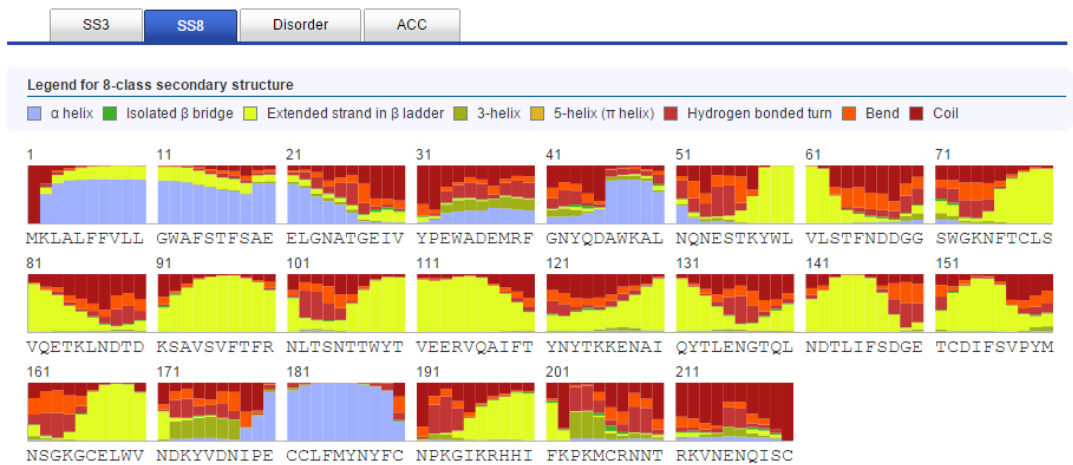 SS3 SS8 Disorder ACC
Legend for 8-class secondary structure
α helix Isolated β bridge Extended strand in β ladder 3-helix 5-helix (π helix) Hydrogen bonded turn Bend Coil
1 11 21 31 41 51 61 71
MKLALFFVLL GWAFSTFSAE ELGNATGEIV YPEWADEMRF GNYQDAWKAL NQNESTKYWL VLSTFNDDGG SWGKNFTCLS
81 91 101 111 121 131 141 151
VQETKLNDTD KSAVSVFTFR NLTSNTTWYT VEERVQAIFT YNYTKKENAI QYTLENGTQL NDTLIFSDGE TCDIFSVPYM
161 171 181 191 201 211
NSGKGCELWV NDKYVDNIPE CCLFMYNYFC NPKGIKRHHI FKPKMCRNNT RKVNENQISC